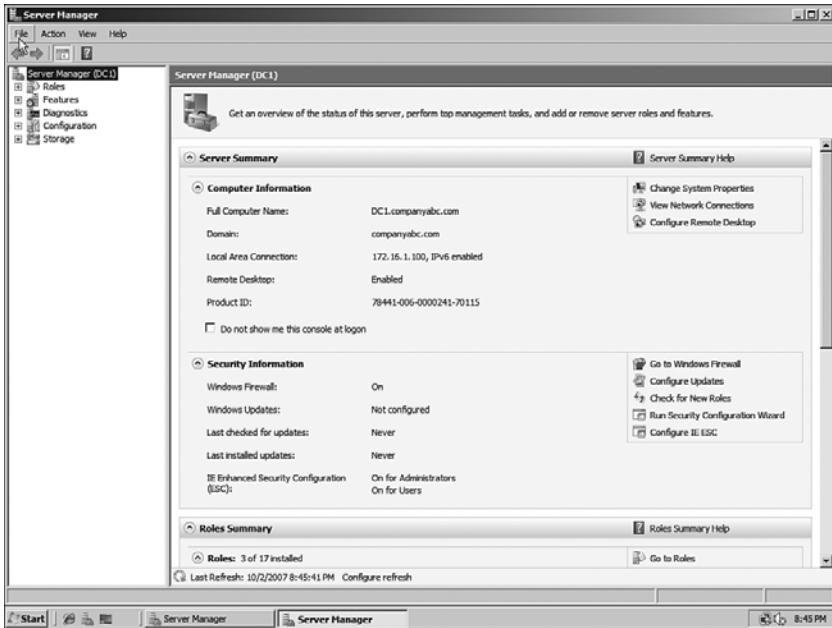 Server Manager
File Action View Help
Server Manager (DC1)
Roles
Features
Diagnostics
Configuration
Storage
Server Manager (DC1)
Get an overview of the status of this server, perform top management tasks, and add or remove server roles and features.
Server Summary
Server Summary Help
Computer Information
Full Computer Name: DC1.companyabc.com
Domain: companyabc.com
Local Area Connection: 172.16.1.100, IPv6 enabled
Remote Desktop: Enabled
Product ID: 78441-006-0000241-70115
Do not show me this console at logon
Change System Properties
View Network Connections
Configure Remote Desktop
Security Information
Windows Firewall: On
Windows Updates: Not configured
Last checked for updates: Never
Last installed updates: Never
IE Enhanced Security Configuration (ESC): On for Administrators
On for Users
Go to Windows Firewall
Configure Updates
Check for New Roles
Run Security Configuration Wizard
Configure IE ESC
Roles Summary
Roles Summary Help
Roles: 3 of 17 installed
Go to Roles
Last Refresh: 10/2/2007 8:45:41 PM Configure refresh
Start
Server Manager
Server Manager
8:45 PM